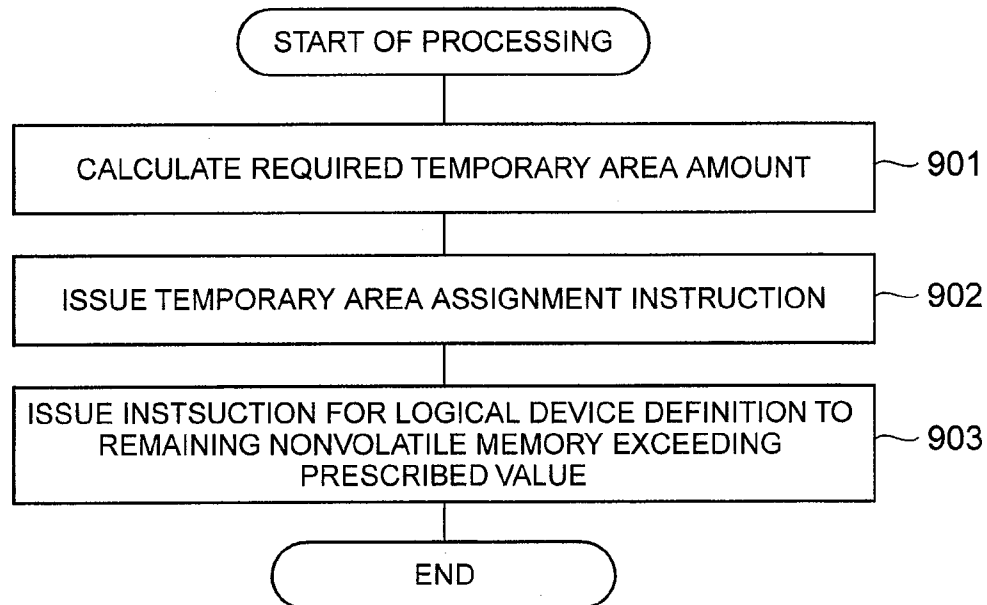 START OF PROCESSING
CALCULATE REQUIRED TEMPORARY AREA AMOUNT
901
ISSUE TEMPORARY AREA ASSIGNMENT INSTRUCTION
902
ISSUE INSTSUCTION FOR LOGICAL DEVICE DEFINITION TO
REMAINING NONVOLATILE MEMORY EXCEEDING
PRESCRIBED VALUE
903
END